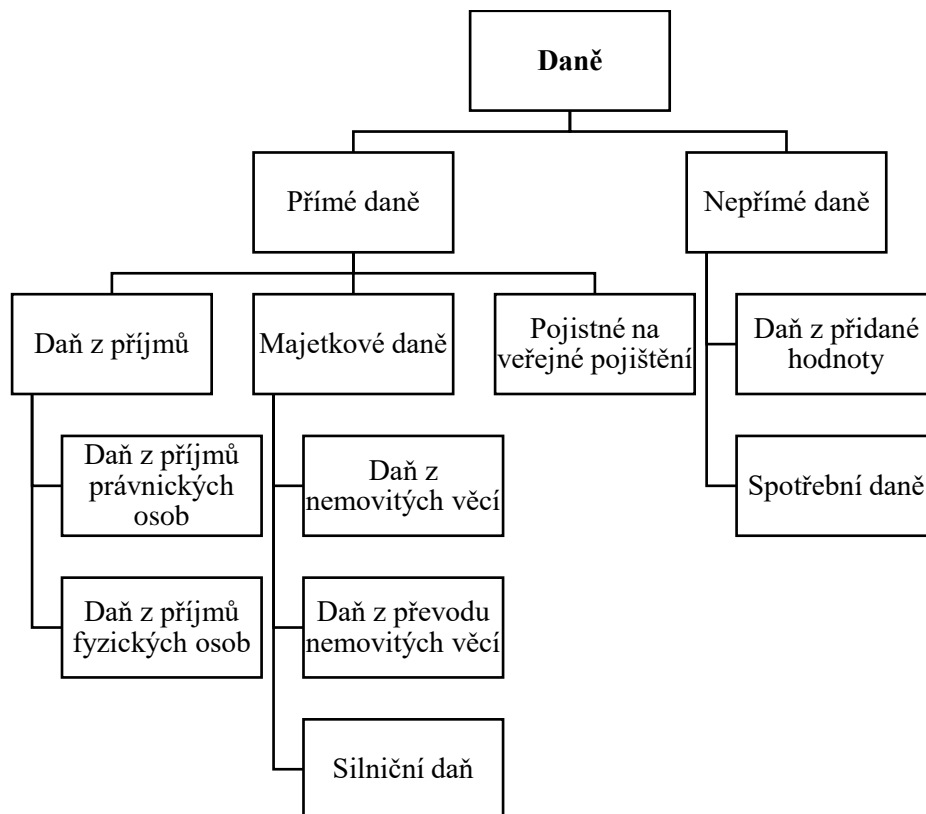 Daně
Přímé daně
Nepřímé daně
Daň z příjmů
Majetkové daně
Pojistné na
veřejné pojištění
Daň z přidané
hodnoty
Daň z příjmů
právnických
osob
Daň z
nemovitých věcí
Spotřební daně
Daň z příjmů
fyzických osob
Daň z převodu
nemovitých věcí
Silniční daň